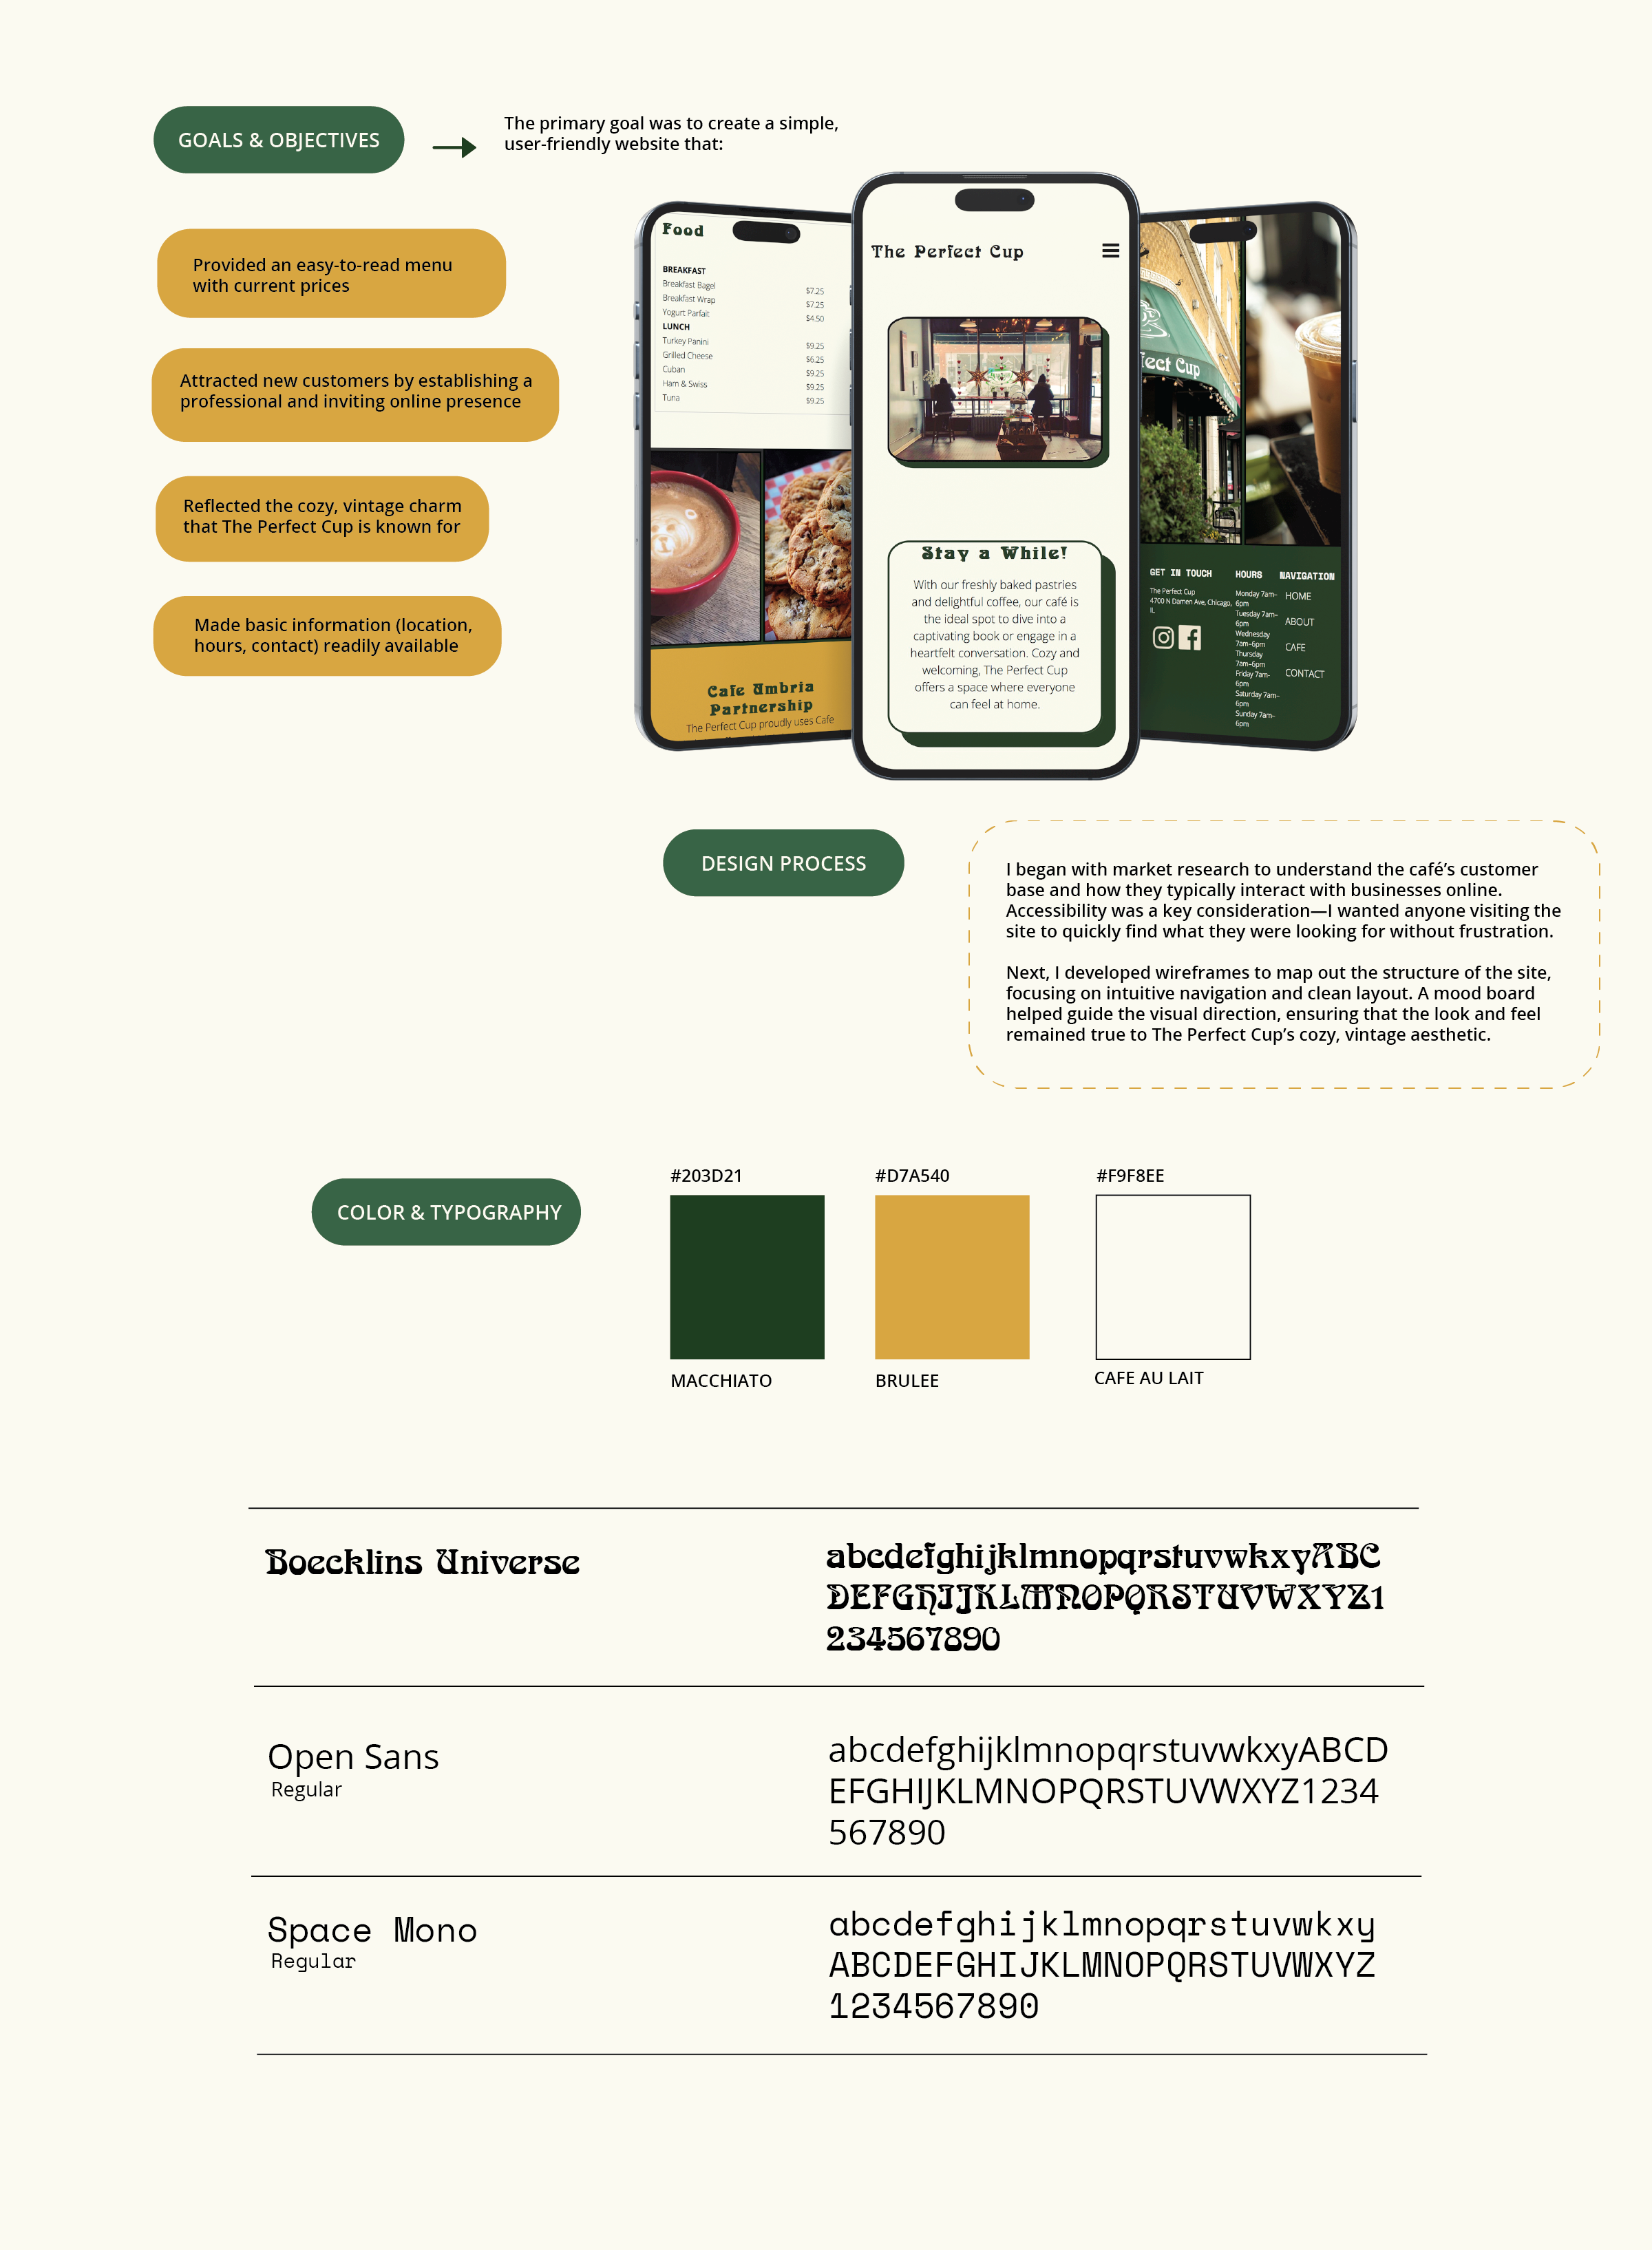 GOALS & OBJECTIVES
The primary goal was to create a simple,
user-friendly website that:
Provided an easy-to-read menu
with current prices
Attracted new customers by establishing a
professional and inviting online presence
Reflected the cozy, vintage charm
that The Perfect Cup is known for
Made basic information (location,
hours, contact) readily available
Food
BREAKFAST
Breakfast Bagel $7.25
Breakfast Wrap $7.25
Yogurt Parfait $4.50
LUNCH
Turkey Panini $9.25
Grilled Cheese $6.25
Cuban $9.25
Ham & Swiss $9.25
Tuna $9.25
Cafe Umbria
Partnership
The Perfect Cup proudly uses Cafe
The Perfect Cup
Stay a While!
With our freshly baked pastries
and delightful coffee, our café is
the ideal spot to dive into a
captivating book or engage in a
heartfelt conversation. Cozy and
welcoming, The Perfect Cup
offers a space where everyone
can feel at home.
fect Cup
GET IN TOUCH
The Perfect Cup
4700 N Damen Ave, Chicago,
IL
HOURS
Monday 7am–
6pm
Tuesday 7am–
6pm
Wednesday
7am–6pm
Thursday
7am–6pm
Friday 7am–
6pm
Saturday 7am–
6pm
Sunday 7am–
6pm
NAVIGATION
HOME
ABOUT
CAFE
CONTACT
DESIGN PROCESS
I began with market research to understand the café’s customer
base and how they typically interact with businesses online.
Accessibility was a key consideration—I wanted anyone visiting the
site to quickly find what they were looking for without frustration.
Next, I developed wireframes to map out the structure of the site,
focusing on intuitive navigation and clean layout. A mood board
helped guide the visual direction, ensuring that the look and feel
remained true to The Perfect Cup’s cozy, vintage aesthetic.
COLOR & TYPOGRAPHY
#203D21
#D7A540
#F9F8EE
MACCHIATO
BRULEE
CAFE AU LAIT
Boecklins Universe
abcdefghijklmnopqrstuvwkxyABC
DEFGHIJKLMNOPQRSTUVWXYZ1
234567890
Open Sans
Regular
abcdefghijklmnopqrstuvwkxyABCD
EFGHIJKLMNOPQRSTUVWXYZ1234
567890
Space Mono
Regular
abcdefghijklmnopqrstuvwkxy
ABCDEFGHIJKLMNOPQRSTUVWXYZ
1234567890